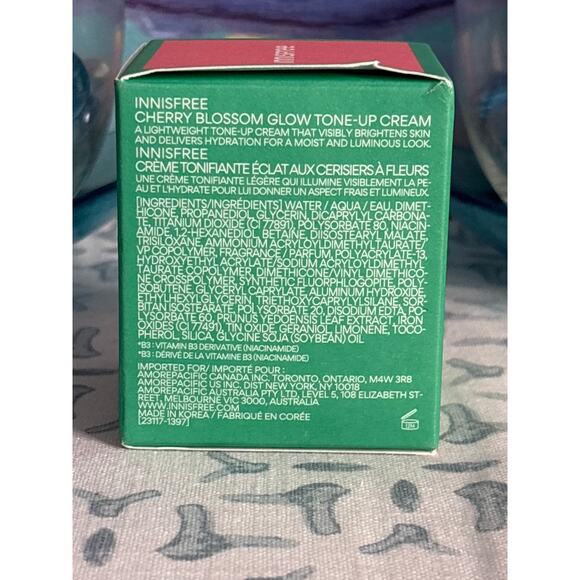 INNISFREE
CHERRY BLOSSOM GLOW TONE-UP CREAM
A LIGHTWEIGHT TONE-UP CREAM THAT VISIBLY BRIGHTENS SKIN
AND DELIVERS HYDRATION FOR A MOIST AND LUMINOUS LOOK.
INNISFREE
CRÈME TONIFIANTE ÉCLAT AUX CERISIERS À FLEURS
UNE CRÈME TONIFIANTE LÉGÈRE QUI ILLUMINE VISIBLEMENT LA PE-
AU ET L'HYDRATE POUR LUI DONNER UN ASPECT FRAIS ET LUMINEUX.
[INGREDIENTS/INGRÉDIENTS] WATER / AQUA / EAU, DIMET-
HICONE, PROPANEDIOL, GLYCERIN, DICAPRYLYL CARBONA-
TE, TITANIUM DIOXIDE (CI 77891), POLYSORBATE 80, NIACIN-
AMIDE, 1,2-HEXANEDIOL, BETAINE, DIISOSTEARYL MALATE,
TRISILOXANE, AMMONIUM ACRYLOYLDIMETHYLTAURATE/
VP COPOLYMER, FRAGRANCE / PARFUM, POLYACRYLATE-13,
HYDROXYETHYL ACRYLATE/SODIUM ACRYLOYLDIMETHYL
TAURATE COPOLYMER, DIMETHICONE/VINYL DIMETHIC-
ONE CROSSPOLYMER, SYNTHETIC FLUORPHLOGOPITE, POLY-
ISOBUTENE, GLYCERYL CAPRYLATE, ALUMINUM HYDROXIDE
ETHYLHEXYLGLYCERIN, TRIETHOXYCAPRYLYLSILANE, SOR-
BITAN ISOSTEARATE, POLYSORBATE 20, DISODIUM EDTA, PO-
LYSORBATE 60, PRUNUS YEDOENSIS LEAF EXTRACT, IRON
OXIDES (CI 77491), TIN OXIDE, GERANIOL, LIMONENE, TOCO-
PHEROL, SILICA, GLYCINE SOJA (SOYBEAN) OIL
*B3 : VITAMIN B3 DERIVATIVE (NIACINAMIDE)
*B3 : DÉRIVÉ DE LA VITAMINE B3 (NIACINAMIDE)
IMPORTED FOR/ IMPORTÉ POUR :
AMOREPACIFIC CANADA INC. TORONTO, ONTARIO, M4W 3R8
AMOREPACIFIC US INC. DIST NEW YORK, NY 10018
AMOREPACIFIC AUSTRALIA PTY LTD, LEVEL 5, 108 ELIZABETH ST-
REET, MELBOURNE VIC 3000, AUSTRALIA
WWW.INNISFREE.COM
MADE IN KOREA / FABRIQUÉ EN CORÉE
[23117-1397]
12M